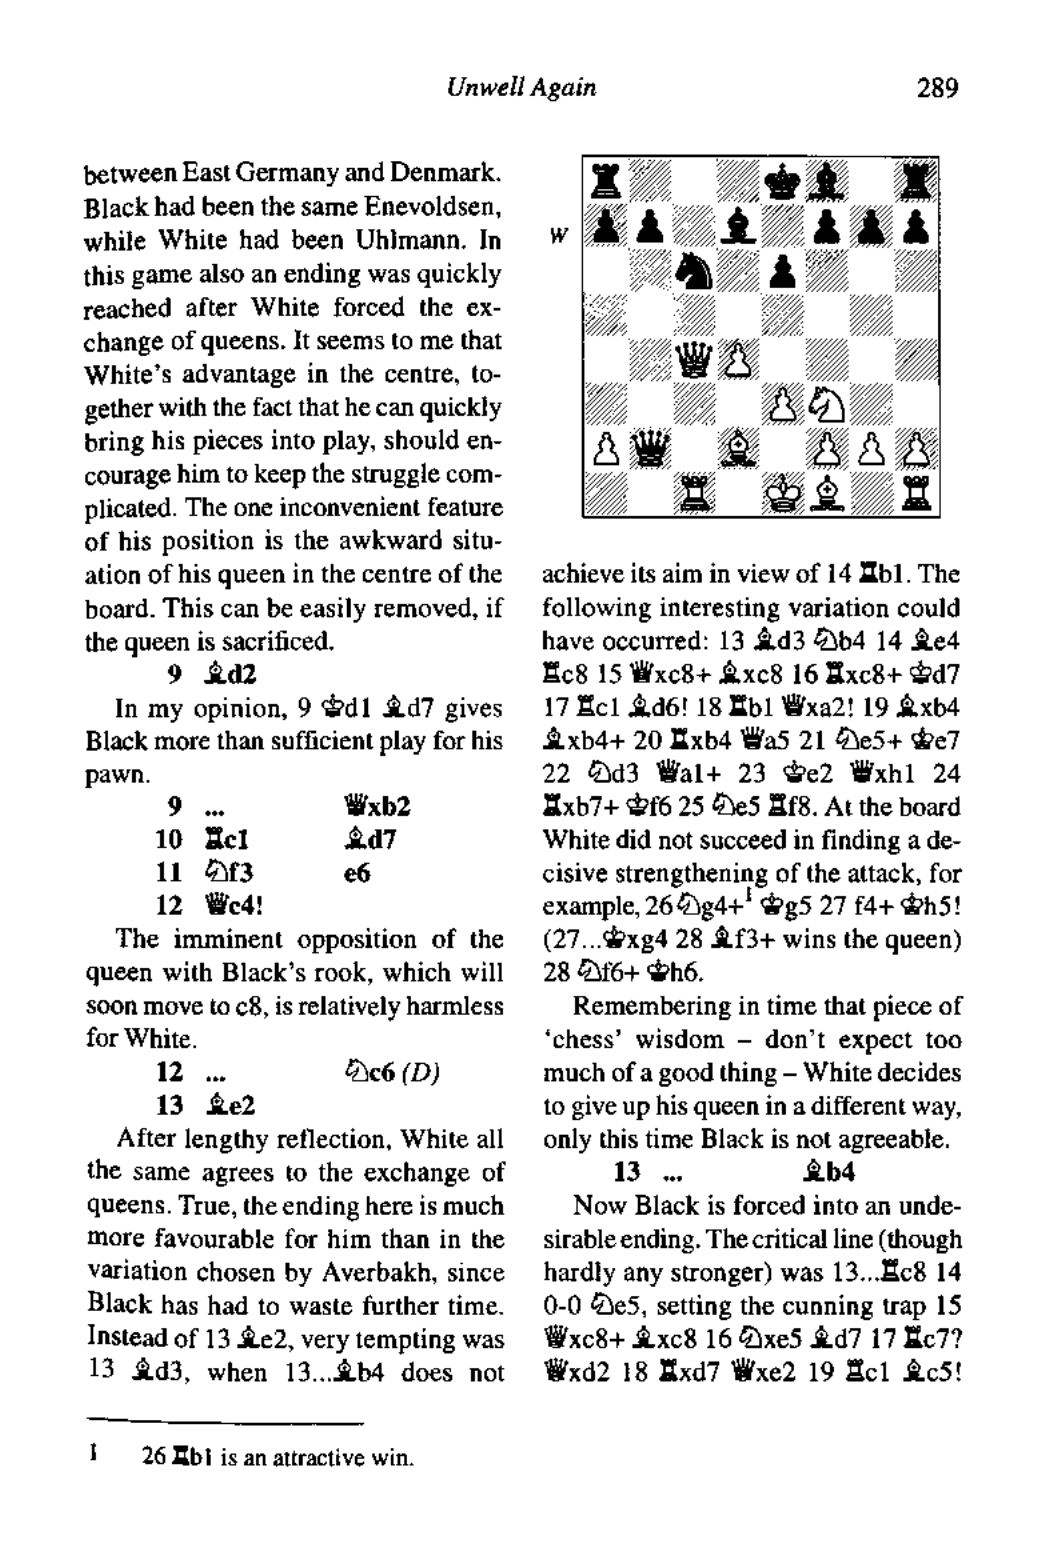 Unwell Again 289
between East Germany and Denmark.
Black had been the same Enevoldsen,
while White had been Uhlmann. In
this game also an ending was quickly
reached after White forced the ex-
change of queens. It seems to me that
White's advantage in the centre, to-
gether with the fact that he can quickly
bring his pieces into play, should en-
courage him to keep the struggle com-
plicated. The one inconvenient feature
of his position is the awkward situ-
ation of his queen in the centre of the
board. This can be easily removed, if
the queen is sacrificed.
9 ♗d2
In my opinion, 9 ♔d1 ♗d7 gives
Black more than sufficient play for his
pawn.
9 ... ♕xb2
10 ♖c1 ♗d7
11 ♘f3 e6
12 ♕c4!
The imminent opposition of the
queen with Black's rook, which will
soon move to c8, is relatively harmless
for White.
12 ... ♘c6 (D)
13 ♗e2
After lengthy reflection, White all
the same agrees to the exchange of
queens. True, the ending here is much
more favourable for him than in the
variation chosen by Averbakh, since
Black has had to waste further time.
Instead of 13 ♗e2, very tempting was
13 ♗d3, when 13...♗b4 does not
W
achieve its aim in view of 14 ♖b1. The
following interesting variation could
have occurred: 13 ♗d3 ♘b4 14 ♗e4
♖c8 15 ♕xc8+ ♗xc8 16 ♖xc8+ ♔d7
17 ♖c1 ♗d6! 18 ♖b1 ♕xa2! 19 ♗xb4
♗xb4+ 20 ♖xb4 ♕a5 21 ♘e5+ ♔e7
22 ♘d3 ♕a1+ 23 ♔e2 ♕xh1 24
♖xb7+ ♔f6 25 ♘e5 ♖f8. At the board
White did not succeed in finding a de-
cisive strengthening of the attack, for
example, 26 ♘g4+¹ ♔g5 27 f4+ ♔h5!
(27...♔xg4 28 ♗f3+ wins the queen)
28 ♘f6+ ♔h6.
Remembering in time that piece of
'chess' wisdom – don't expect too
much of a good thing – White decides
to give up his queen in a different way,
only this time Black is not agreeable.
13 ... ♗b4
Now Black is forced into an unde-
sirable ending. The critical line (though
hardly any stronger) was 13...♖c8 14
0-0 ♘e5, setting the cunning trap 15
♕xc8+ ♗xc8 16 ♘xe5 ♗d7 17 ♖c7?
♕xd2 18 ♖xd7 ♕xe2 19 ♖c1 ♗c5!
1 26 ♖b1 is an attractive win.